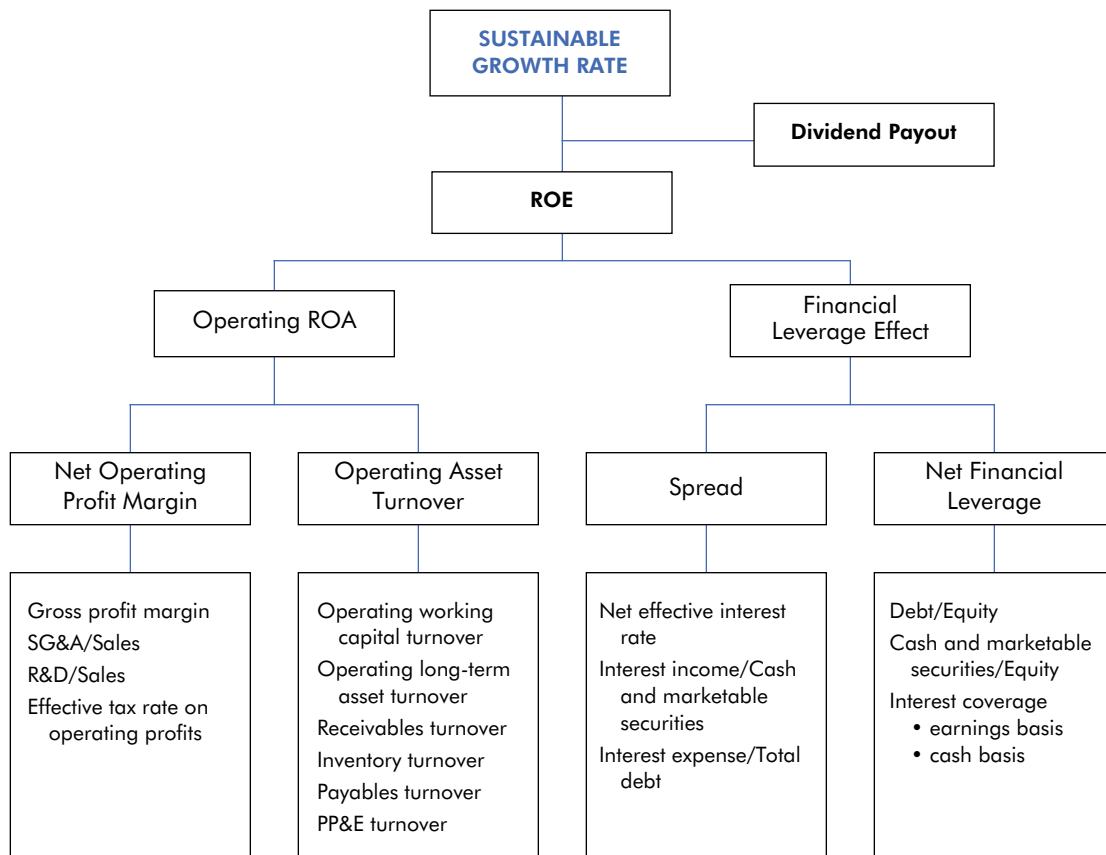 SUSTAINABLE
GROWTH RATE
Dividend Payout
ROE
Operating ROA
Financial
Leverage Effect
Net Operating
Profit Margin
Operating Asset
Turnover
Spread
Net Financial
Leverage
Gross profit margin
SG&A/Sales
R&D/Sales
Effective tax rate on
operating profits
Operating working
capital turnover
Operating long-term
asset turnover
Receivables turnover
Inventory turnover
Payables turnover
PP&E turnover
Net effective interest
rate
Interest income/Cash
and marketable
securities
Interest expense/Total
debt
Debt/Equity
Cash and marketable
securities/Equity
Interest coverage
• earnings basis
• cash basis